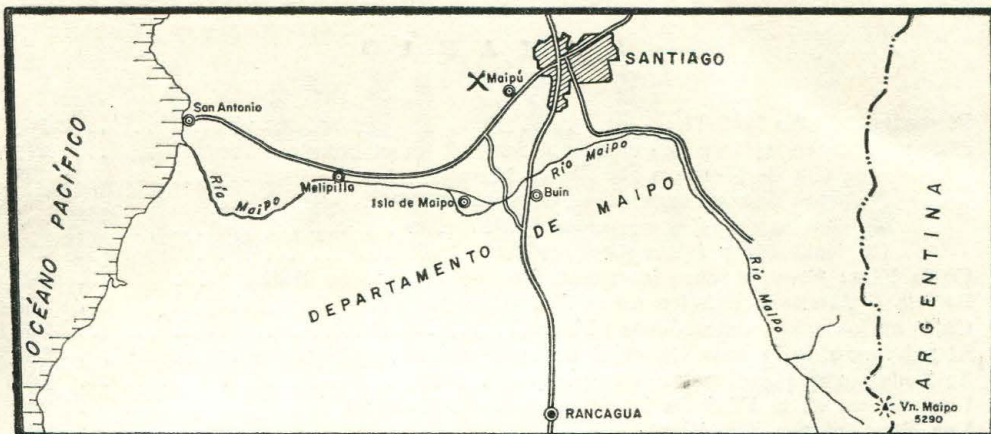 SANTIAGO
Maipú
San Antonio
OCÉANO PACÍFICO
Río Maipo
Melipilla
Isla de Maipo
Río Maipo
Buin
DEPARTAMENTO DE MAIPO
Río Maipo
ARGENTINA
RANCAGUA
Vn. Maipo
5290